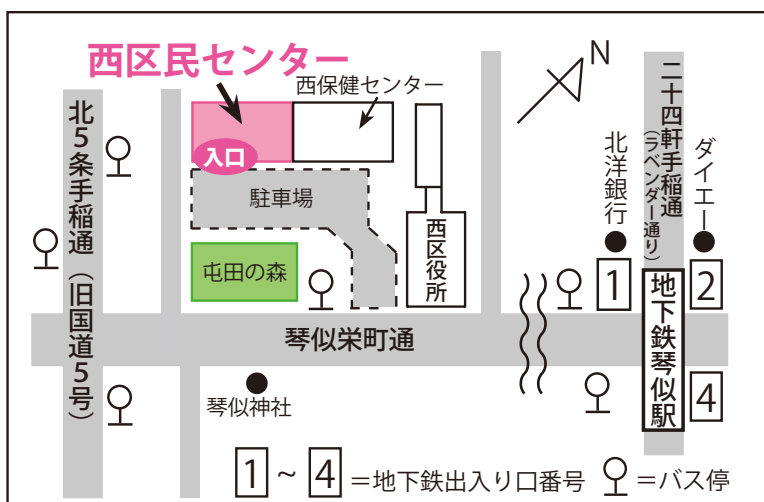 西区民センター
西保健センター
N
入口
駐車場
屯田の森
西区役所
北5条手稲通（旧国道5号）
二十四軒手稲通
（ラベンダー通り）
北洋銀行
ダイエー
1
2
地下鉄琴似駅
琴似栄町通
4
琴似神社
1 ~ 4 ＝地下鉄出入り口番号 ＝バス停